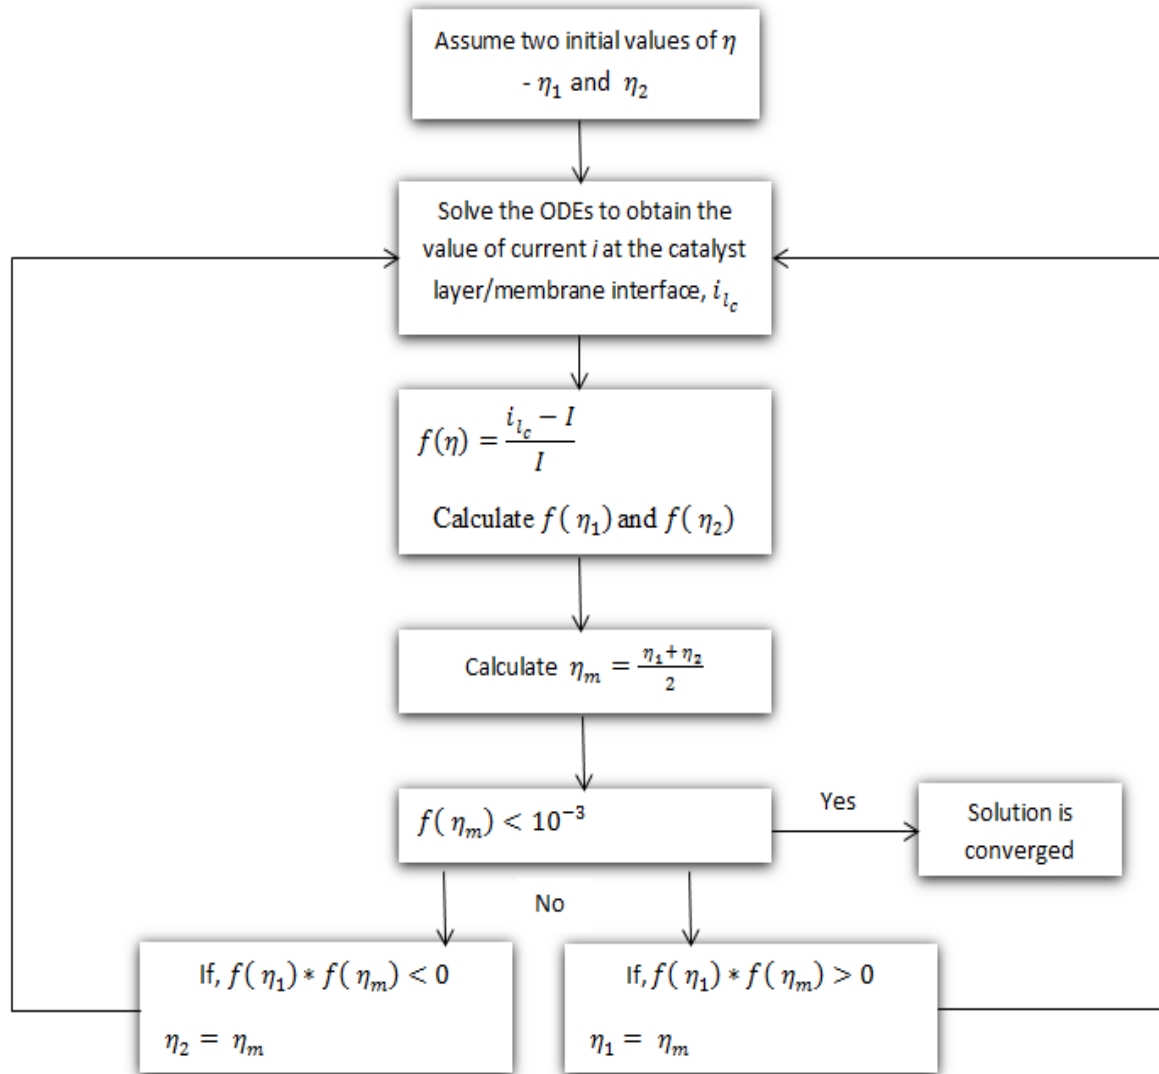 Assume two initial values of η
- η₁ and η₂
Solve the ODEs to obtain the
value of current i at the catalyst
layer/membrane interface, i_{l_c}
f(η) = \frac{i_{l_c} − I}{I}
Calculate f( η₁) and f( η₂)
Calculate η_m = \frac{η₁+ η₂}{2}
f( η_m) < 10⁻³
Yes
Solution is
converged
No
If, f( η₁) ∗ f( η_m) < 0
η₂ = η_m
If, f( η₁) ∗ f( η_m) > 0
η₁ = η_m